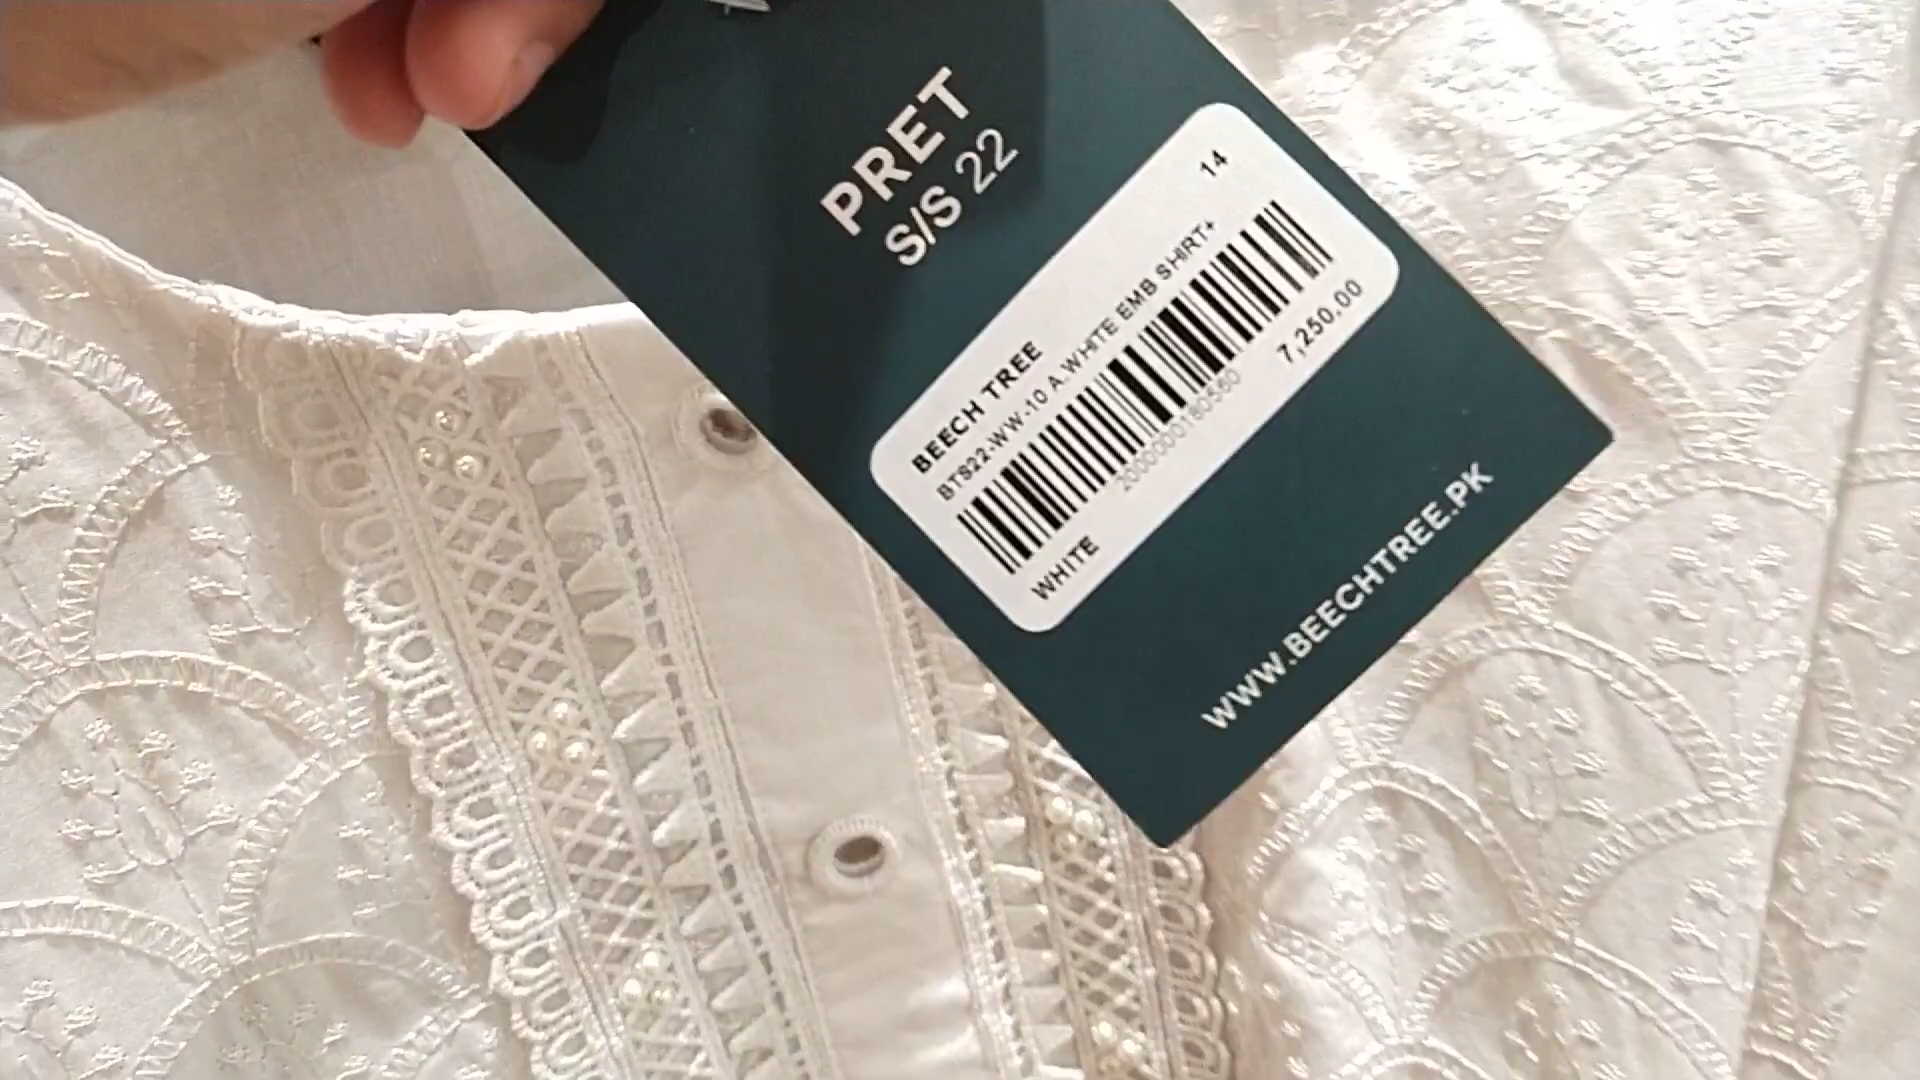 PRET
S/S 22
14
BEECH TREE
BTS22-WW-10 A.WHITE EMB SHIRT+
7,250.00
WHITE
WWW.BEECHTREE.PK